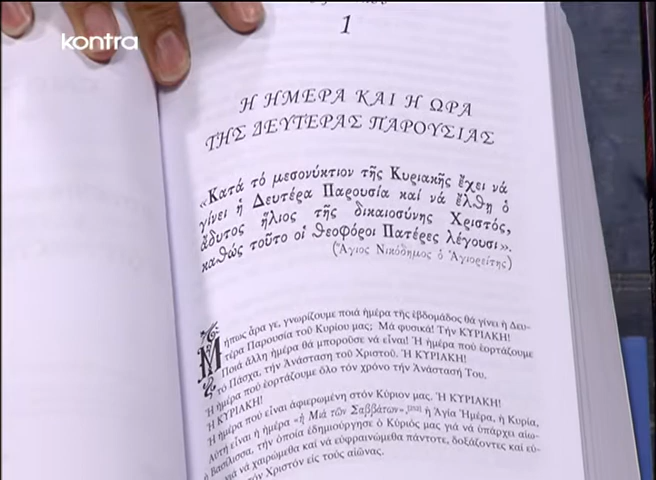 kontra
1
Η ΗΜΕΡΑ ΚΑΙ Η ΩΡΑ
ΤΗΣ ΔΕΥΤΕΡΑΣ ΠΑΡΟΥΣΙΑΣ
«Κατά τό μεσονύκτιον τῆς Κυριακῆς ἔχει νά
γίνει ἡ Δευτέρα Παρουσία καί νά ἔλθῃ ὁ
ἄδυτος ἥλιος τῆς δικαιοσύνης Χριστός,
καθώς τοῦτο οἱ θεοφόροι Πατέρες λέγουσι».
(Ἅγιος Νικόδημος ὁ Ἁγιορείτης)
Μήπως ἆρα γε, γνωρίζουμε ποιά ἡμέρα τῆς ἑβδομάδος θά γίνει ἡ Δευ-
τέρα Παρουσία τοῦ Κυρίου μας; Μά φυσικά! Τήν ΚΥΡΙΑΚΗ!
Ποιά ἄλλη ἡμέρα θά μποροῦσε νά εἶναι! Ἡ ἡμέρα πού ἑορτάζουμε
τό Πάσχα, τήν Ἀνάσταση τοῦ Χριστοῦ. Ἡ ΚΥΡΙΑΚΗ!
Ἡ ἡμέρα πού ἑορτάζουμε ὅλο τόν χρόνο τήν Ἀνάστασή Του.
Ἡ ΚΥΡΙΑΚΗ!
Ἡ ἡμέρα πού εἶναι ἀφιερωμένη στόν Κύριον μας. Ἡ ΚΥΡΙΑΚΗ!
Αὐτή εἶναι ἡ ἡμέρα «ἡ Μιά τῶν Σαββάτων», ἡ Ἁγία Ἡμέρα, ἡ Κυρία,
ἡ Βασίλισσα, τήν ὁποία ἐδημιούργησε ὁ Κύριός μας γιά νά ὑπάρχει αἰω-
νιά νά χαιρώμεθα καί νά εὐφραινώμεθα πάντοτε, δοξάζοντες καί εὐ-
τόν Χριστόν εἰς τούς αἰῶνας.